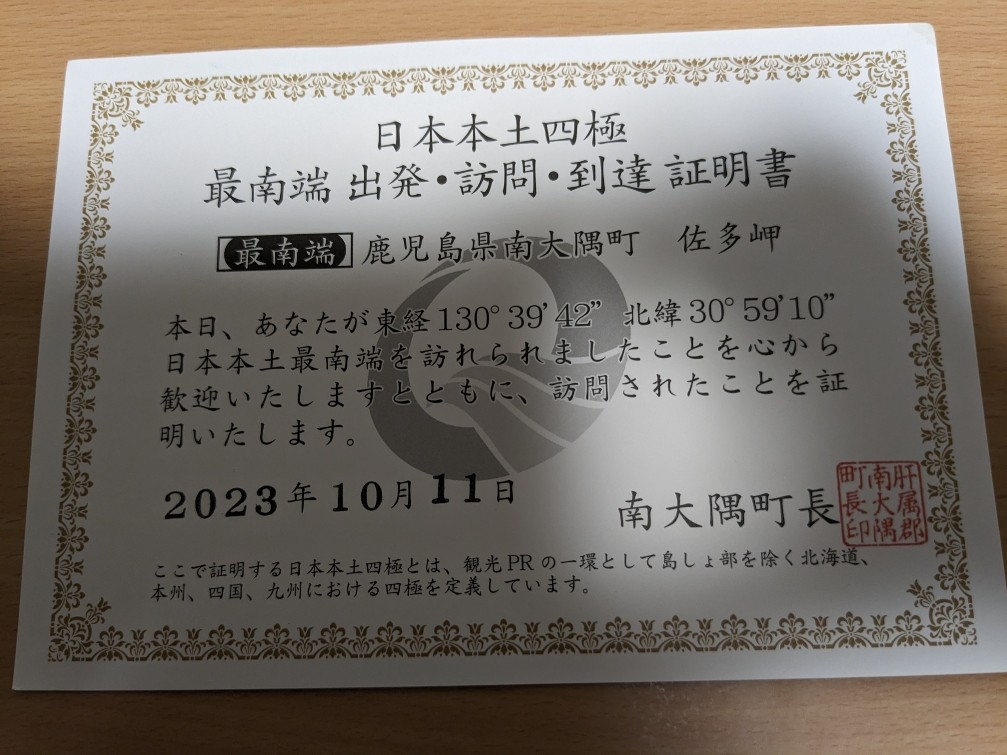 日本本土四極
最南端 出発・訪問・到達 証明書
最南端 鹿児島県南大隅町 佐多岬
本日、あなたが東経130°39’42” 北緯30°59’10”
日本本土最南端を訪れられましたことを心から
歓迎いたしますとともに、訪問されたことを証
明いたします。
2023年10月11日
南大隅町長
肝属郡
南大隅
町長印
ここで証明する日本本土四極とは、観光PRの一環として島しょ部を除く北海道、
本州、四国、九州における四極を定義しています。